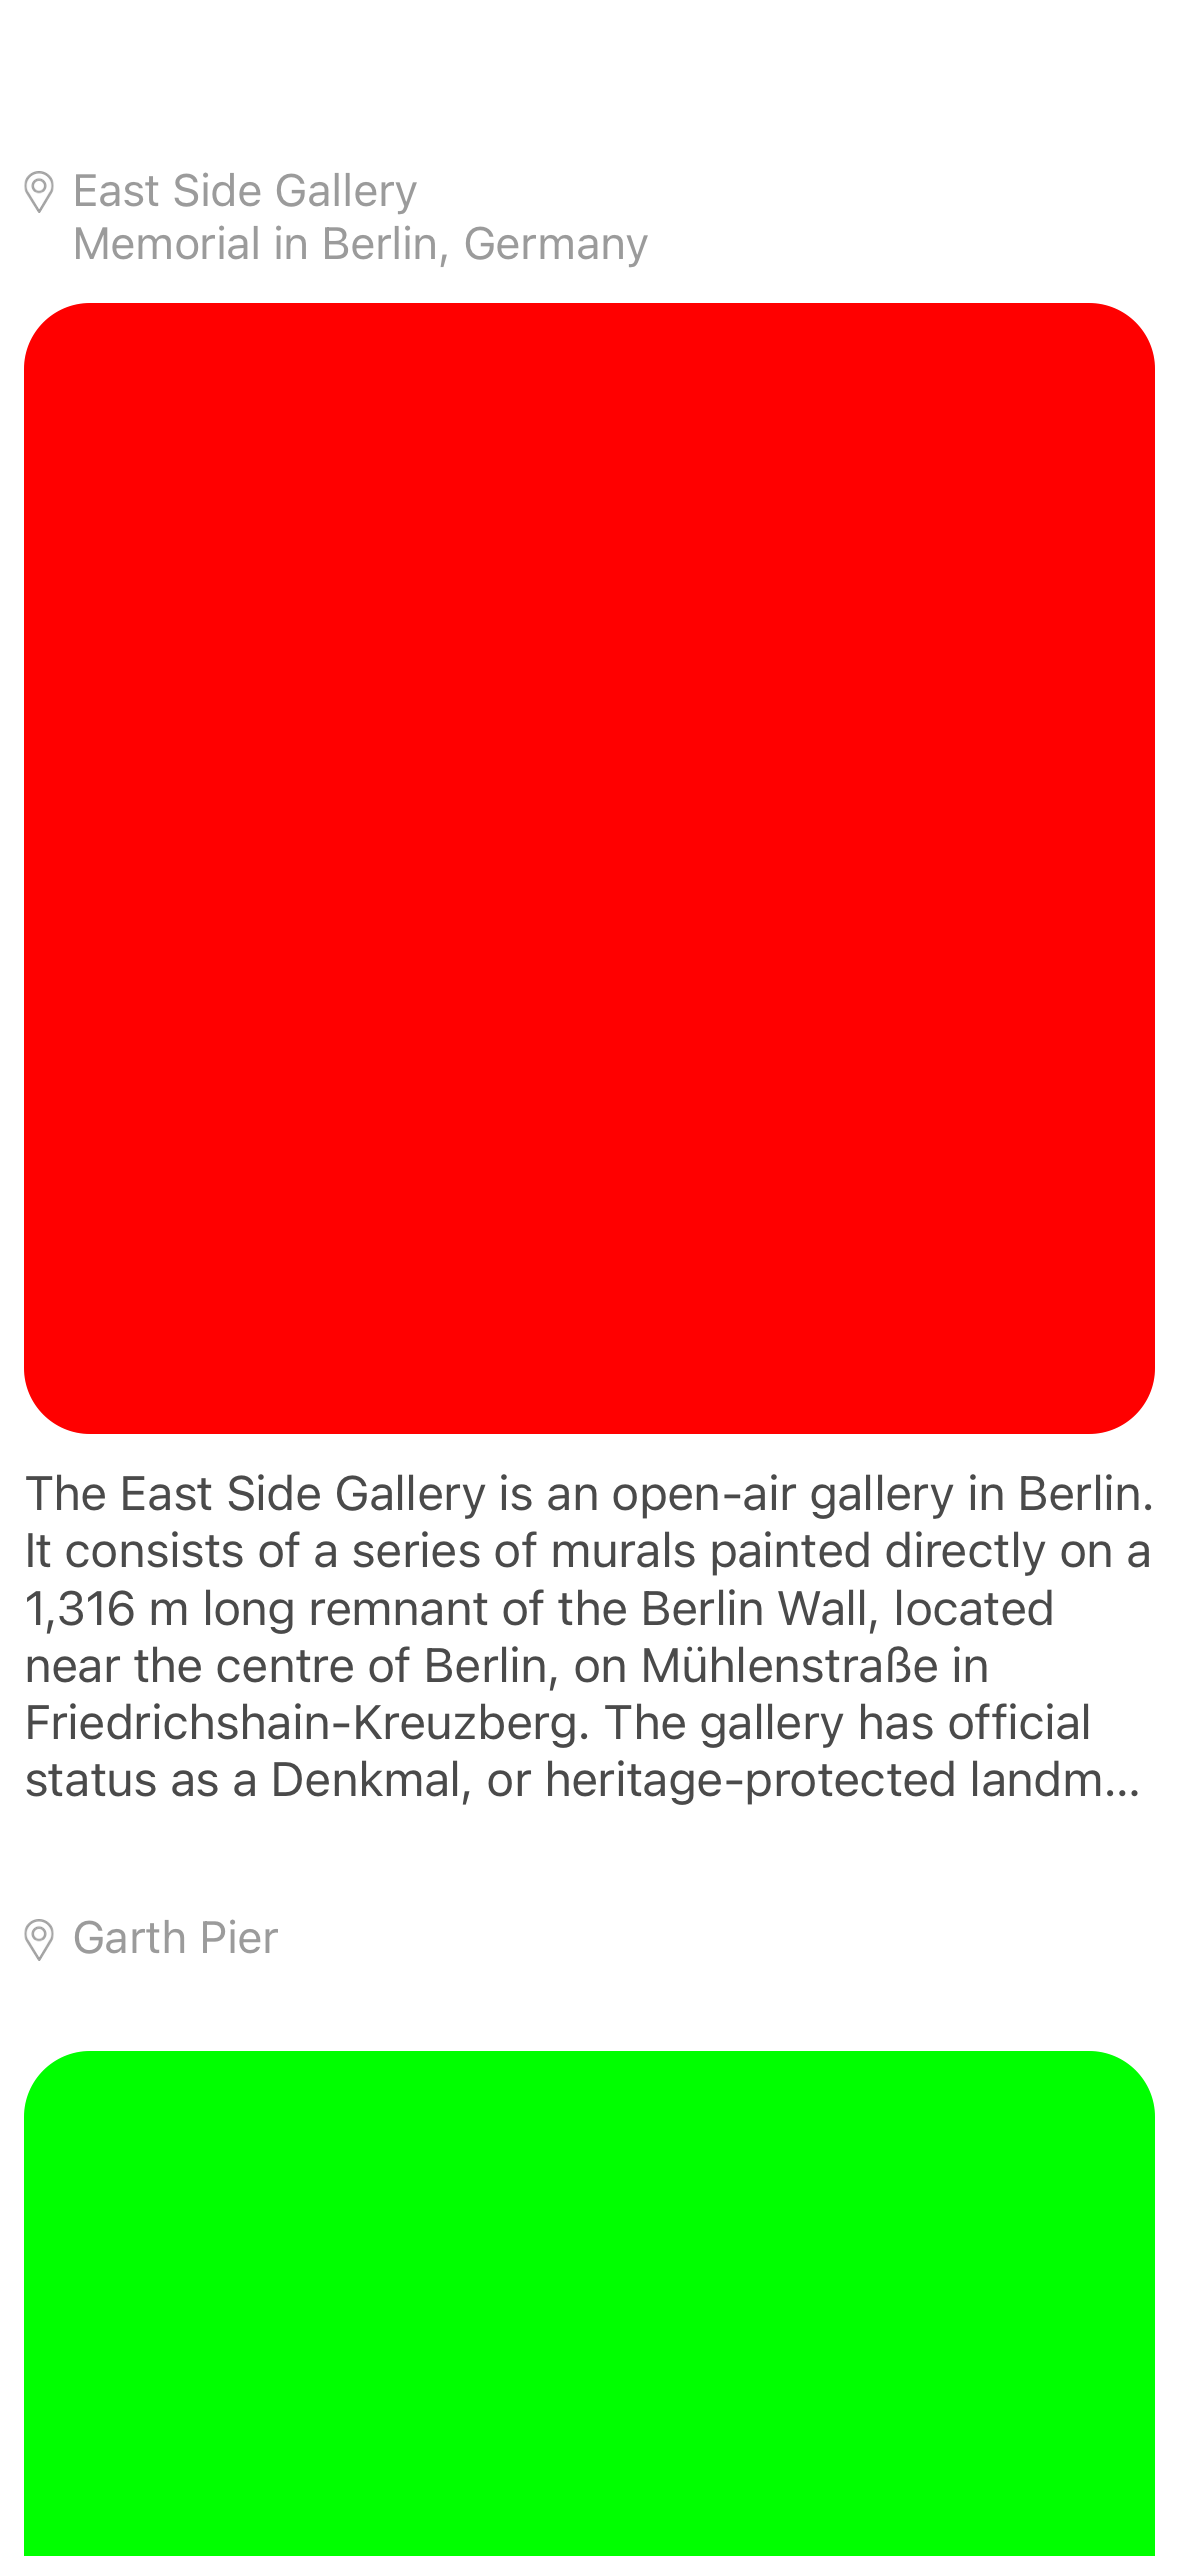 East Side Gallery
Memorial in Berlin, Germany
The East Side Gallery is an open-air gallery in Berlin.
It consists of a series of murals painted directly on a
1,316 m long remnant of the Berlin Wall, located
near the centre of Berlin, on Mühlenstraße in
Friedrichshain-Kreuzberg. The gallery has official
status as a Denkmal, or heritage-protected landm...
Garth Pier